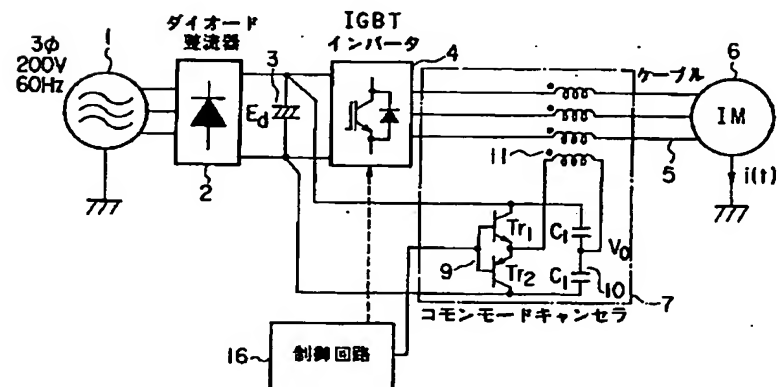 3φ
200V
60Hz
1
ダイオード
整流器
2
3
Ed
IGBT
インバータ
4
ケーブル
6
IM
5
i(t)
11
Tr1
Tr2
9
C1
C1
V0
10
7
コモンモードキャンセラ
16
制御回路